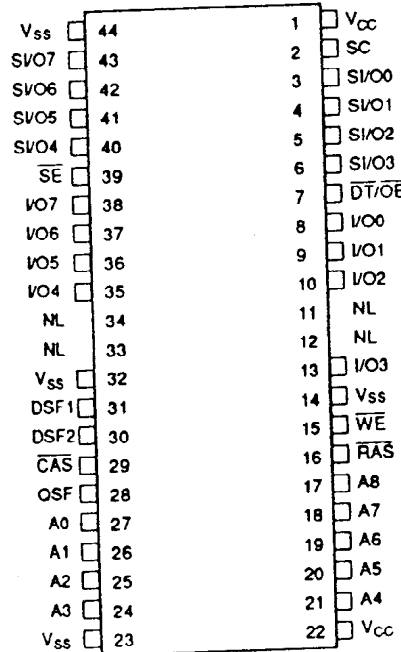 VSS 44 1 VCC
SI/O7 43 2 SC
SI/O6 42 3 SI/O0
SI/O5 41 4 SI/O1
SI/O4 40 5 SI/O2
SE 39 6 SI/O3
I/O7 38 7 DT/OE
I/O6 37 8 I/O0
I/O5 36 9 I/O1
I/O4 35 10 I/O2
NL 34 11 NL
NL 33 12 NL
VSS 32 13 I/O3
DSF1 31 14 VSS
DSF2 30 15 WE
CAS 29 16 RAS
QSF 28 17 A8
A0 27 18 A7
A1 26 19 A6
A2 25 20 A5
A3 24 21 A4
VSS 23 22 VCC